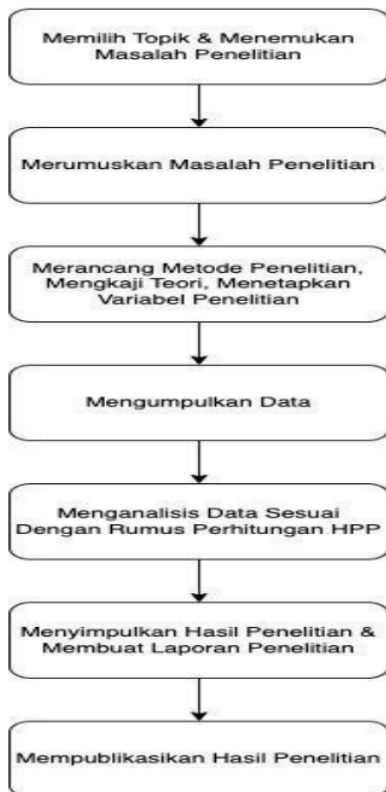 Memilih Topik & Menemukan
Masalah Penelitian
Merumuskan Masalah Penelitian
Merancang Metode Penelitian,
Mengkaji Teori, Menetapkan
Variabel Penelitian
Mengumpulkan Data
Menganalisis Data Sesuai
Dengan Rumus Perhitungan HPP
Menyimpulkan Hasil Penelitian &
Membuat Laporan Penelitian
Mempublikasikan Hasil Penelitian